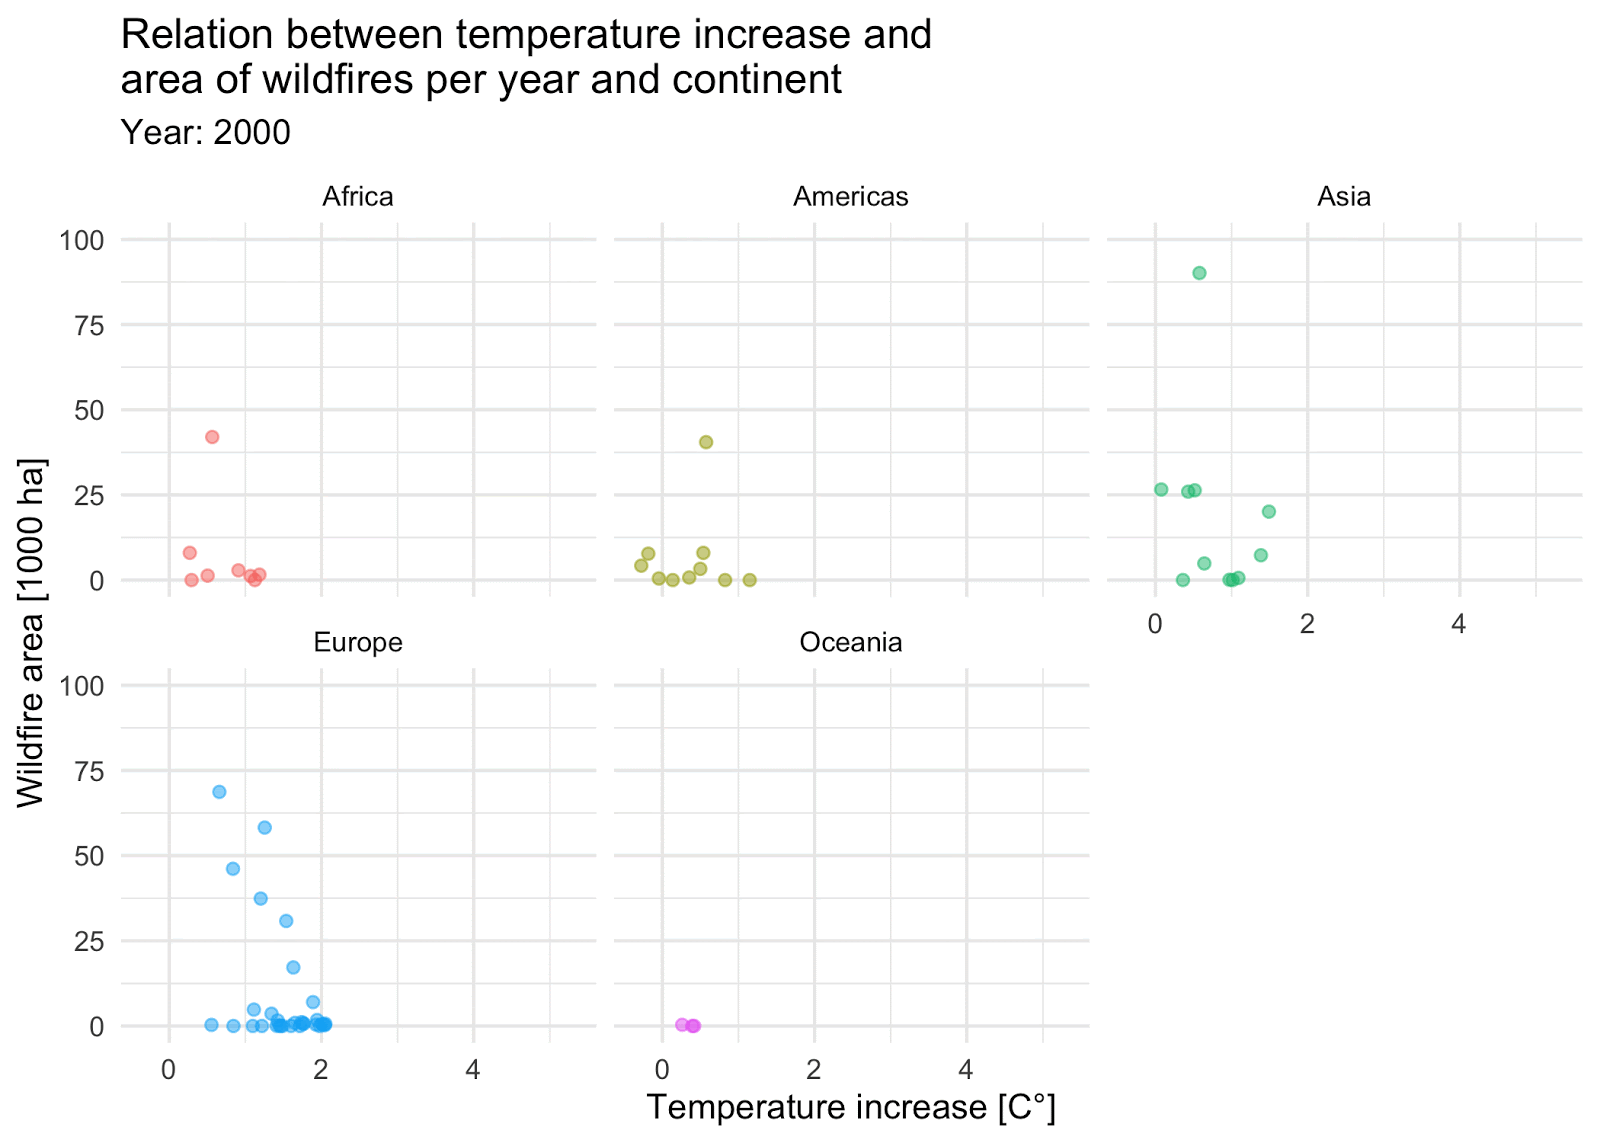 Relation between temperature increase and
area of wildfires per year and continent
Year: 2000
Africa
Americas
Asia
100
75
50
25
0
0 2 4
Europe
Oceania
100
75
50
25
0
0 2 4
0 2 4
Wildfire area [1000 ha]
Temperature increase [C°]